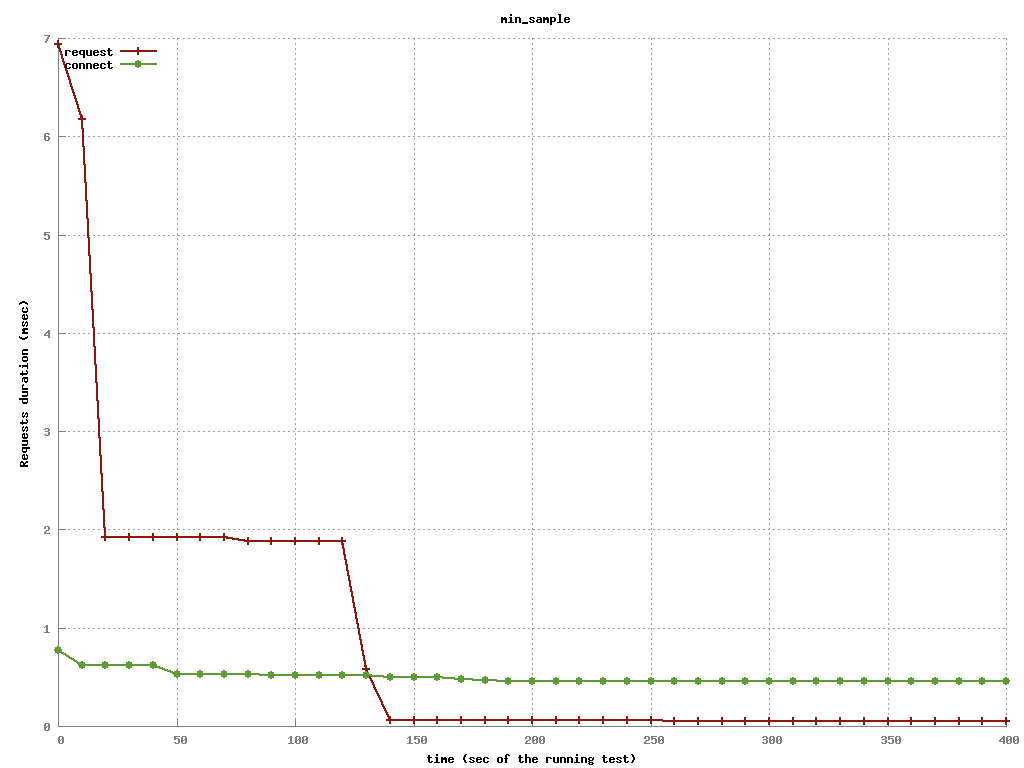 min_sample
request
connect
7
6
5
4
3
2
1
0
Requests duration (msec)
0 50 100 150 200 250 300 350 400
time (sec of the running test)